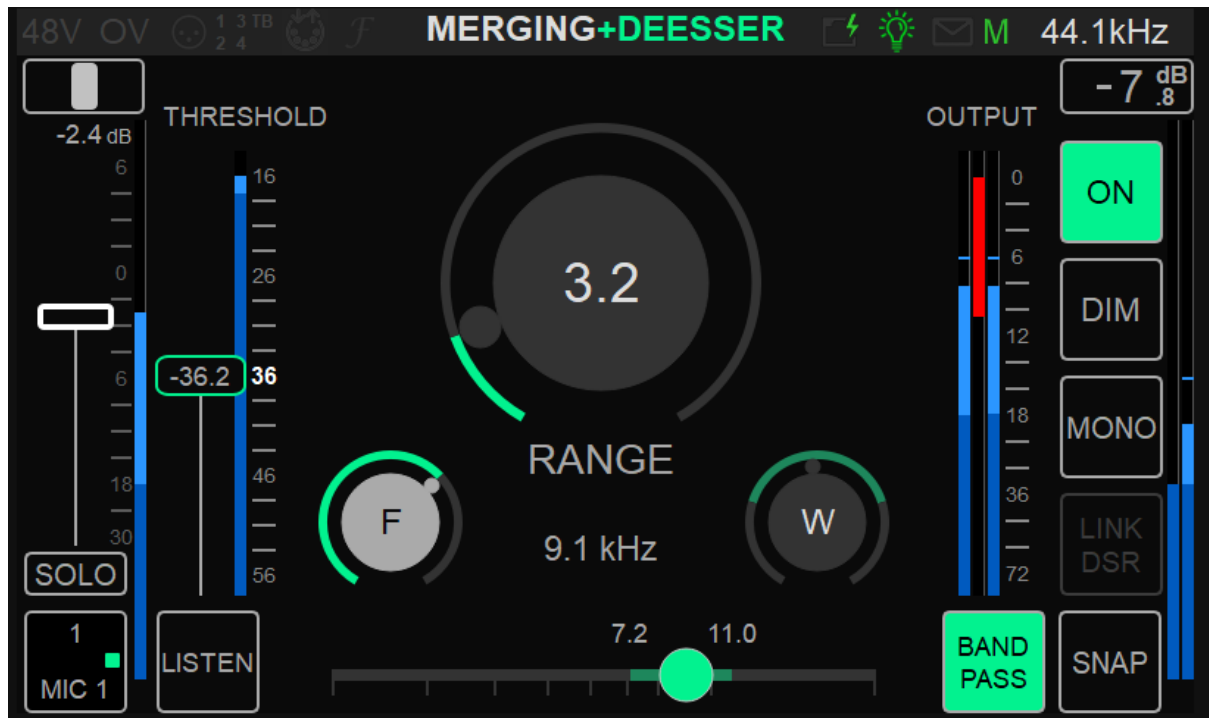 48V OV 1 3 TB 2 4 F MERGING+DEESSER M 44.1kHz
-2.4 dB
THRESHOLD
OUTPUT
-7 dB .8
6
0
6
18
30
16
26
36
46
56
-36.2
3.2
RANGE
F
W
9.1 kHz
0
6
12
18
36
72
ON
DIM
MONO
LINK
DSR
SOLO
1
MIC 1
LISTEN
7.2 11.0
BAND
PASS
SNAP